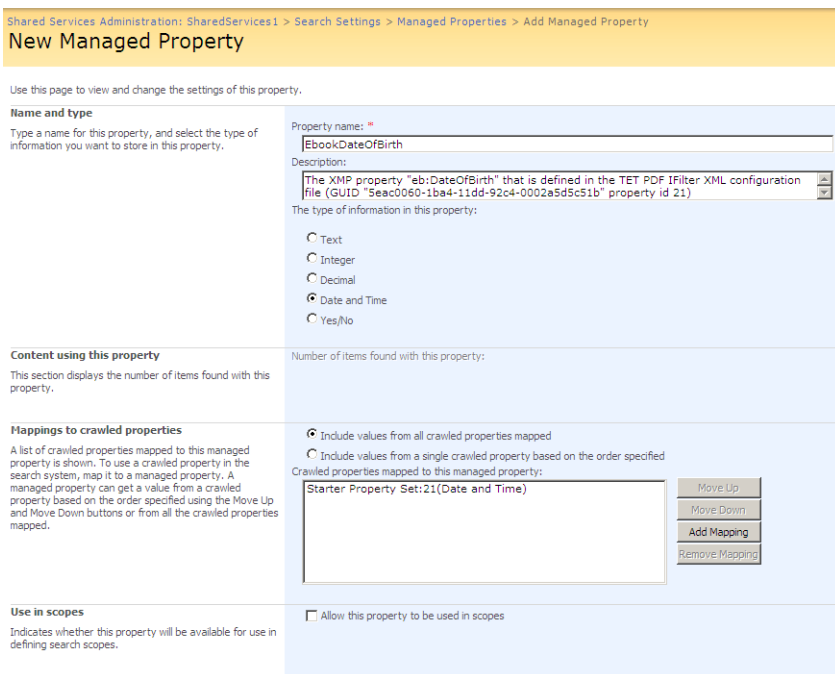 Shared Services Administration: SharedServices1 > Search Settings > Managed Properties > Add Managed Property
New Managed Property
Use this page to view and change the settings of this property.
Name and type
Type a name for this property, and select the type of
information you want to store in this property.
Property name: *
EbookDateOfBirth
Description:
The XMP property "eb:DateOfBirth" that is defined in the TET PDF IFilter XML configuration
file (GUID "5eac0060-1ba4-11dd-92c4-0002a5d5c51b" property id 21)
The type of information in this property:
Text
Integer
Decimal
Date and Time
Yes/No
Content using this property
This section displays the number of items found with this
property.
Number of items found with this property:
Mappings to crawled properties
A list of crawled properties mapped to this managed
property is shown. To use a crawled property in the
search system, map it to a managed property. A
managed property can get a value from a crawled
property based on the order specified using the Move Up
and Move Down buttons or from all the crawled properties
mapped.
Include values from all crawled properties mapped
Include values from a single crawled property based on the order specified
Crawled properties mapped to this managed property:
Starter Property Set:21(Date and Time)
Move Up
Move Down
Add Mapping
Remove Mapping
Use in scopes
Indicates whether this property will be available for use in
defining search scopes.
Allow this property to be used in scopes